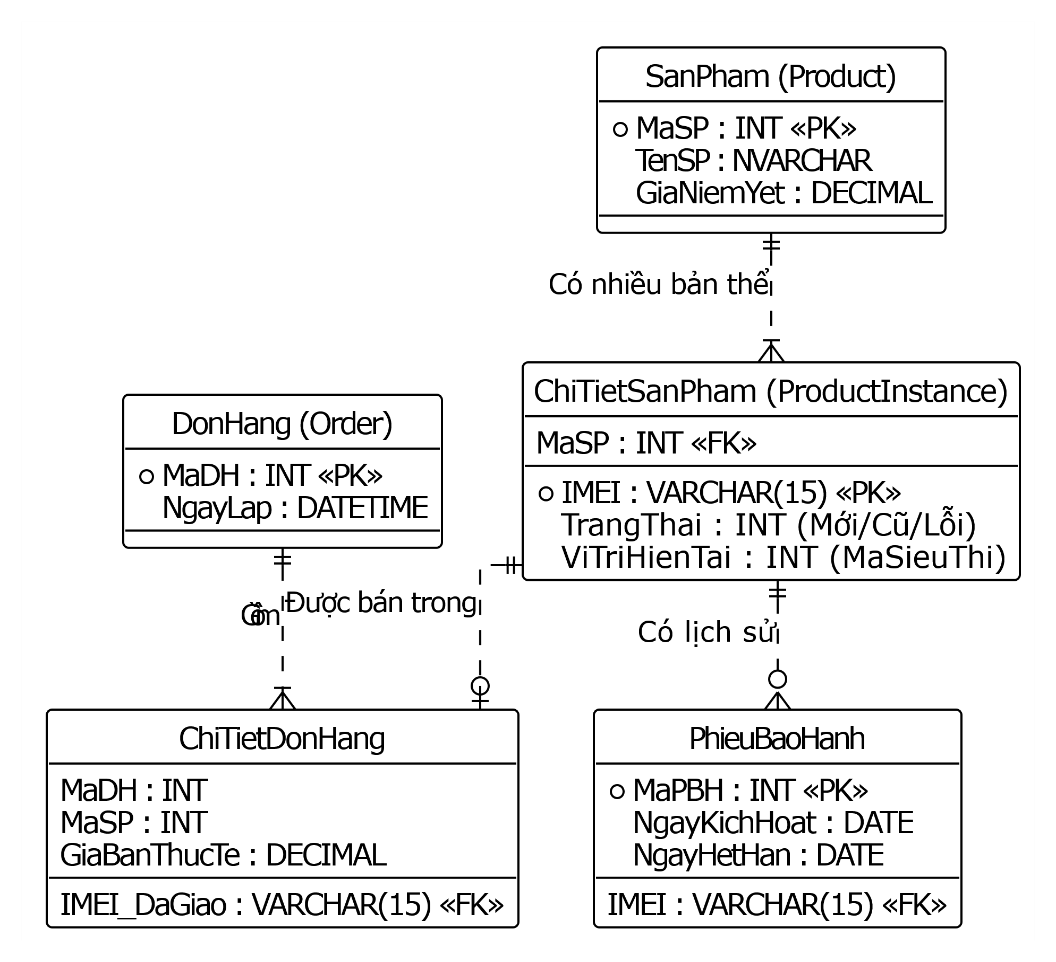 SanPham (Product)
MaSP : INT «PK»
TenSP : NVARCHAR
GiaNiemYet : DECIMAL
Có nhiều bản thể
ChiTietSanPham (ProductInstance)
MaSP : INT «FK»
IMEI : VARCHAR(15) «PK»
TrangThai : INT (Mới/Cũ/Lỗi)
ViTriHienTai : INT (MaSieuThi)
DonHang (Order)
MaDH : INT «PK»
NgayLap : DATETIME
Gồm
Được bán trong
Có lịch sử
ChiTietDonHang
MaDH : INT
MaSP : INT
GiaBanThucTe : DECIMAL
IMEI_DaGiao : VARCHAR(15) «FK»
PhieuBaoHanh
MaPBH : INT «PK»
NgayKichHoat : DATE
NgayHetHan : DATE
IMEI : VARCHAR(15) «FK»